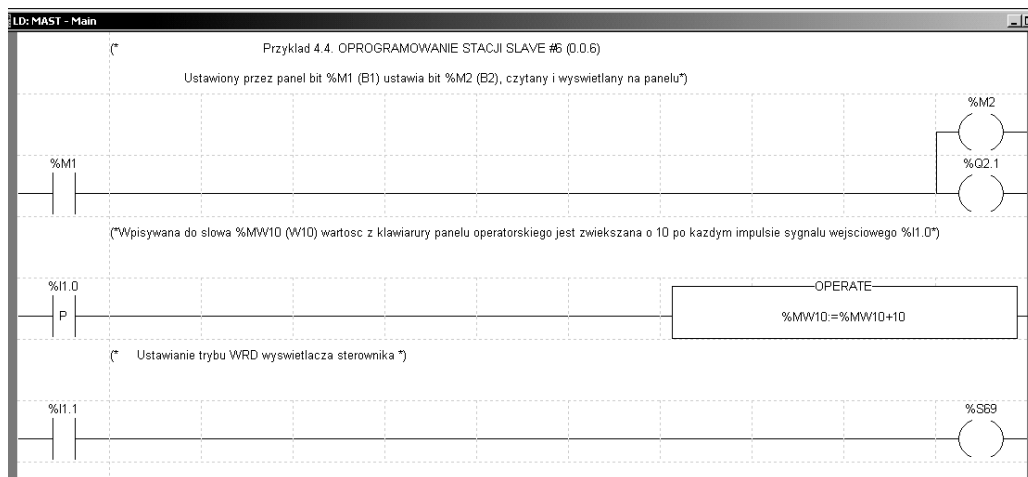 LD: MAST - Main
(* Przyklad 4.4. OPROGRAMOWANIE STACJI SLAVE #6 (0.0.6)
Ustawiony przez panel bit %M1 (B1) ustawia bit %M2 (B2), czytany i wyswietlany na panelu*)
%M2
%M1
%Q2.1
(*Wpisywana do slowa %MW10 (W10) wartosc z klawiarury panelu operatorskiego jest zwiekszana o 10 po kazdym impulsie sygnalu wejsciowego %I1.0*)
%I1.0
OPERATE
P
%MW10:=%MW10+10
(* Ustawianie trybu WRD wyswietlacza sterownika *)
%I1.1
%S69